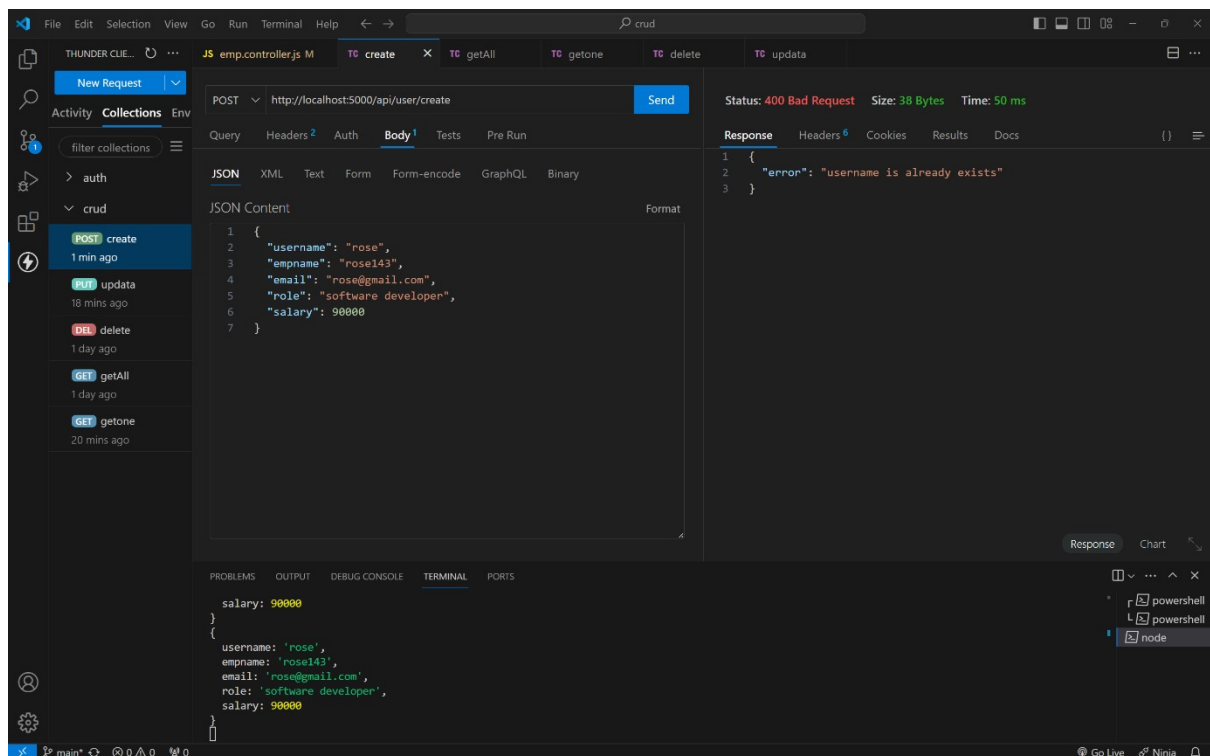 File Edit Selection View Go Run Terminal Help ← → crud
THUNDER CLIE... ···
JS emp.controller.js M TC create × TC getAll TC getone TC delete TC updata ···
New Request
Activity Collections Env
filter collections
auth
crud
POST create
1 min ago
PUT updata
18 mins ago
DEL delete
1 day ago
GET getAll
1 day ago
GET getone
20 mins ago
1
POST http://localhost:5000/api/user/create Send
Query Headers 2 Auth Body 1 Tests Pre Run
JSON XML Text Form Form-encode GraphQL Binary
JSON Content Format
1 {
2 "username": "rose",
3 "empname": "rose143",
4 "email": "rose@gmail.com",
5 "role": "software developer",
6 "salary": 90000
7 }
Status: 400 Bad Request Size: 38 Bytes Time: 50 ms
Response Headers 6 Cookies Results Docs {}
1 {
2 "error": "username is already exists"
3 }
Response Chart
PROBLEMS OUTPUT DEBUG CONSOLE TERMINAL PORTS ···
salary: 90000
}
{
username: 'rose',
empname: 'rose143',
email: 'rose@gmail.com',
role: 'software developer',
salary: 90000
}
powershell
powershell
node
main* 0 0 0 Go Live Ninja